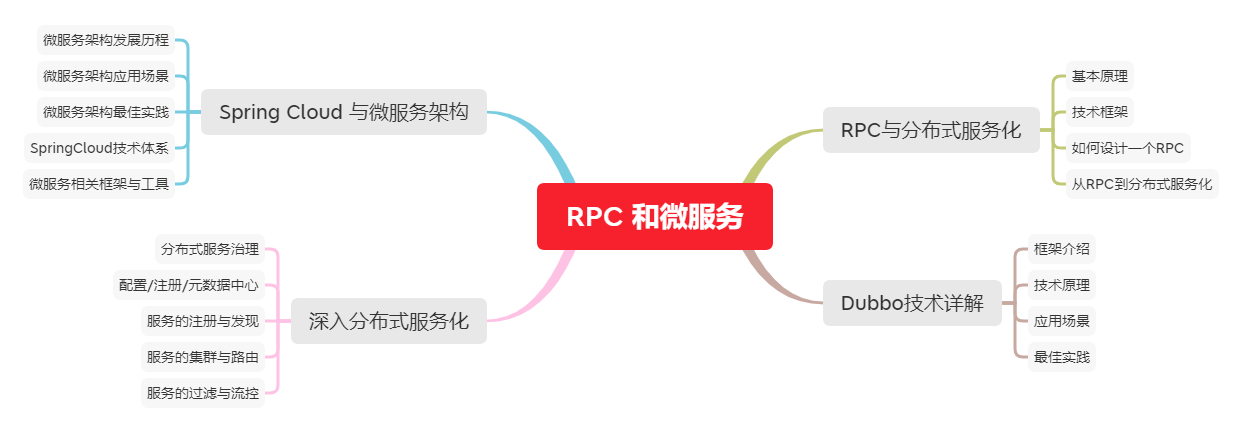 RPC 和微服务
RPC与分布式服务化
基本原理
技术框架
如何设计一个RPC
从RPC到分布式服务化
Dubbo技术详解
框架介绍
技术原理
应用场景
最佳实践
深入分布式服务化
分布式服务治理
配置/注册/元数据中心
服务的注册与发现
服务的集群与路由
服务的过滤与流控
Spring Cloud 与微服务架构
微服务架构发展历程
微服务架构应用场景
微服务架构最佳实践
SpringCloud技术体系
微服务相关框架与工具